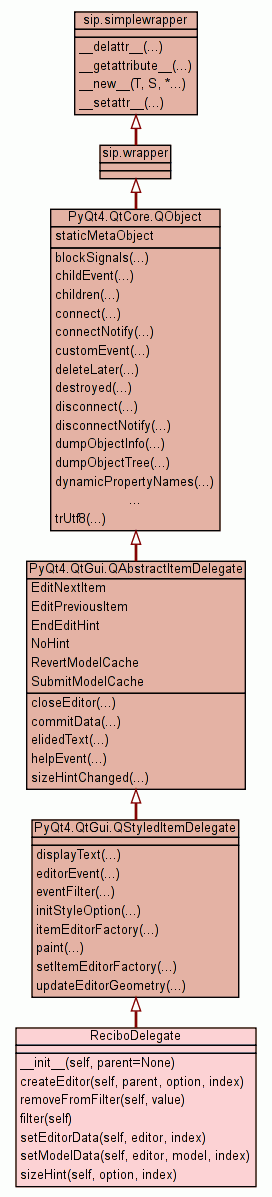 sip.simplewrapper
__delattr__(...)
__getattribute__(...)
__new__(T, S, *...)
__setattr__(...)
sip.wrapper
PyQt4.QtCore.QObject
staticMetaObject
blockSignals(...)
childEvent(...)
children(...)
connect(...)
connectNotify(...)
customEvent(...)
deleteLater(...)
destroyed(...)
disconnect(...)
disconnectNotify(...)
dumpObjectInfo(...)
dumpObjectTree(...)
dynamicPropertyNames(...)
...
trUtf8(...)
PyQt4.QtGui.QAbstractItemDelegate
EditNextItem
EditPreviousItem
EndEditHint
NoHint
RevertModelCache
SubmitModelCache
closeEditor(...)
commitData(...)
elidedText(...)
helpEvent(...)
sizeHintChanged(...)
PyQt4.QtGui.QStyledItemDelegate
displayText(...)
editorEvent(...)
eventFilter(...)
initStyleOption(...)
itemEditorFactory(...)
paint(...)
setItemEditorFactory(...)
updateEditorGeometry(...)
ReciboDelegate
__init__(self, parent=None)
createEditor(self, parent, option, index)
removeFromFilter(self, value)
filter(self)
setEditorData(self, editor, index)
setModelData(self, editor, model, index)
sizeHint(self, option, index)